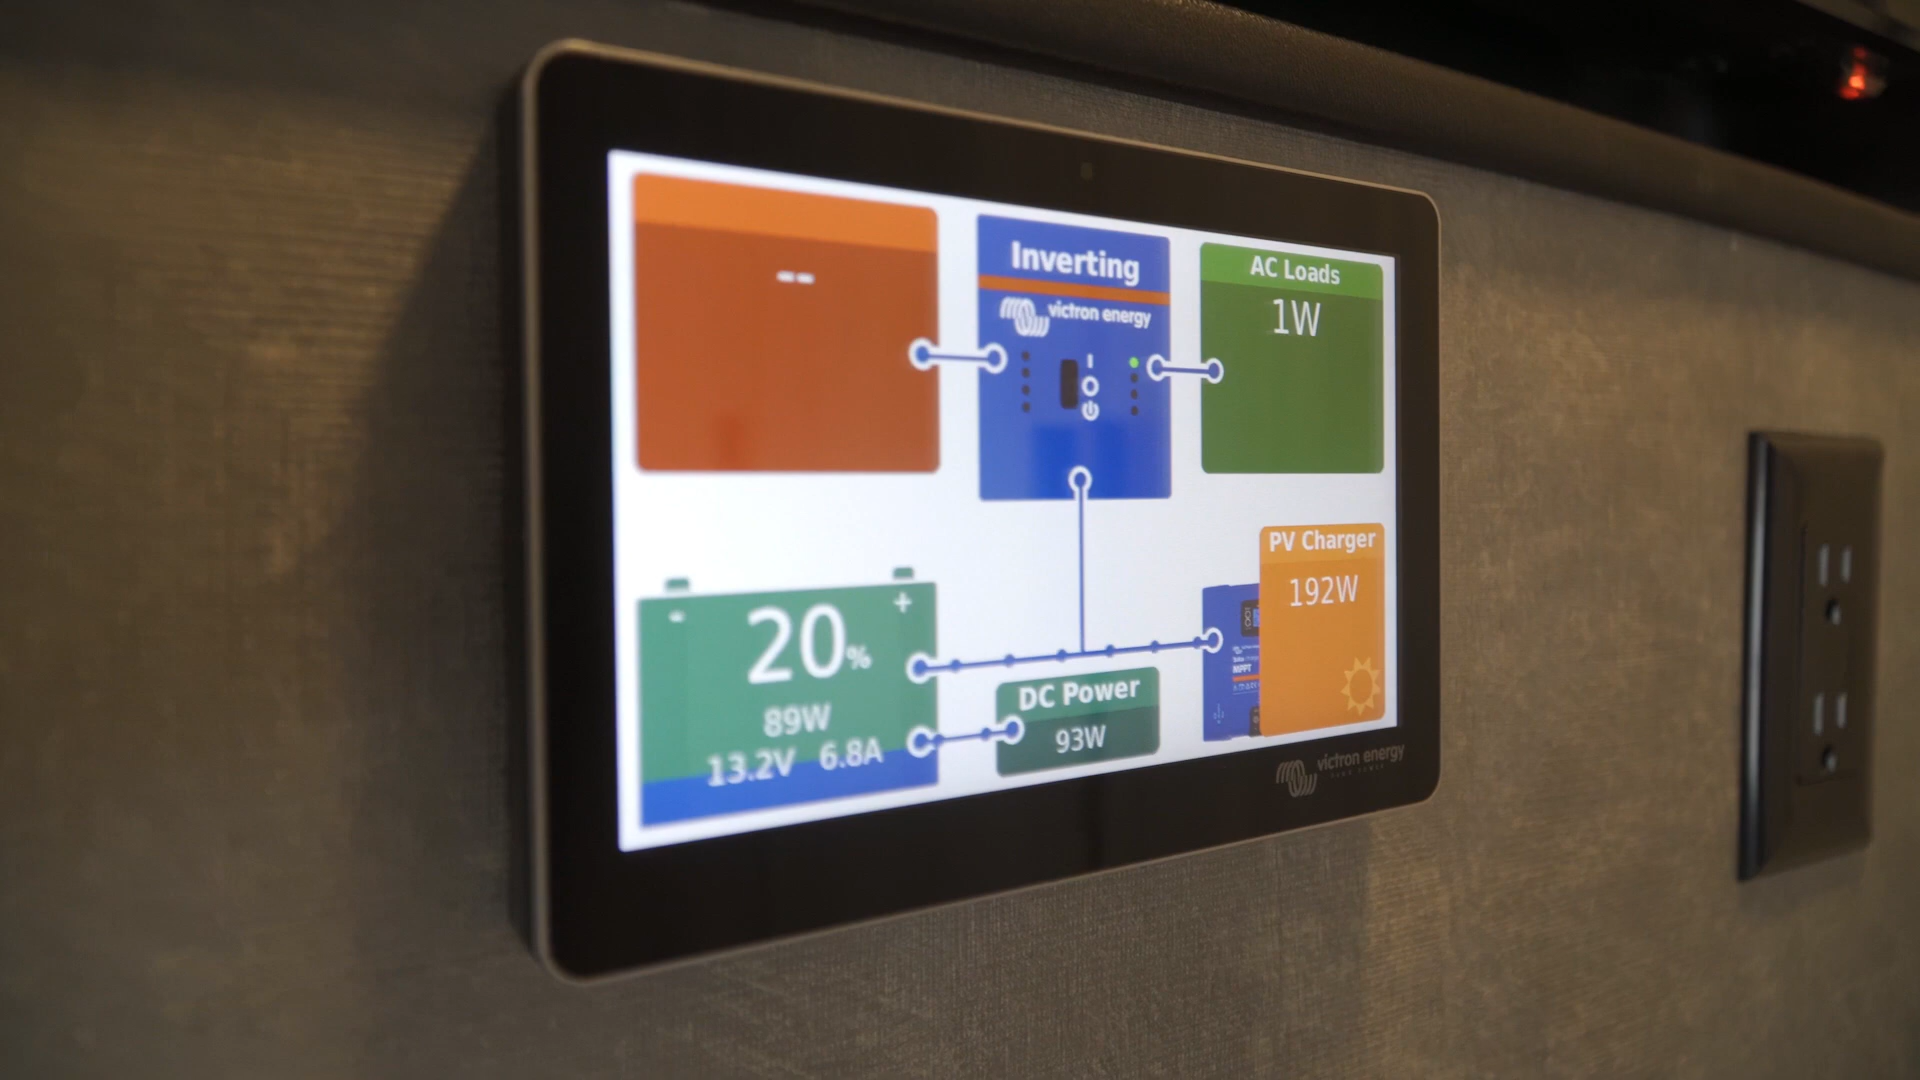 --
Inverting
victron energy
AC Loads
1W
PV Charger
192W
MPPT
- +
20%
89W
13.2V 6.8A
DC Power
93W
victron energy